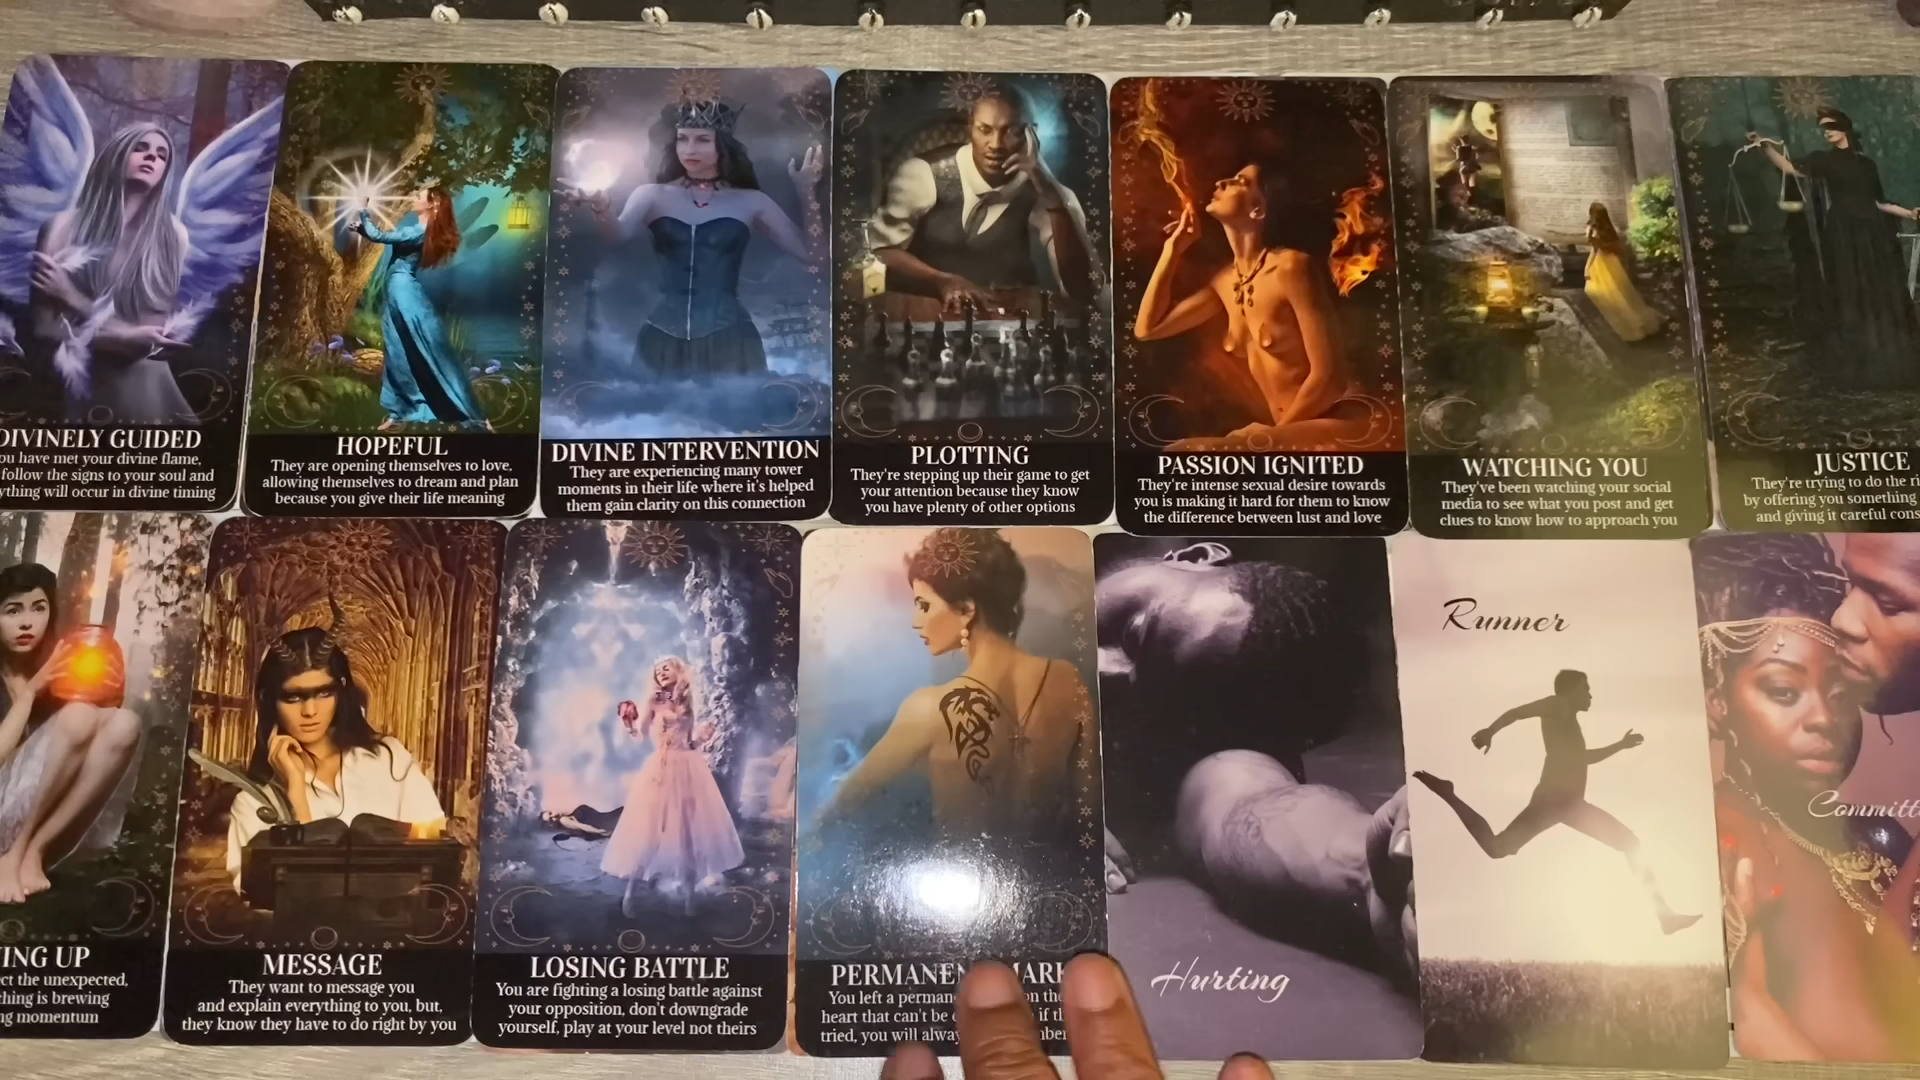 DIVINELY GUIDED
ou have met your divine flame,
follow the signs to your soul and
ything will occur in divine timing
HOPEFUL
They are opening themselves to love,
allowing themselves to dream and plan
because you give their life meaning
DIVINE INTERVENTION
They are experiencing many tower
moments in their life where it's helped
them gain clarity on this connection
PLOTTING
They're stepping up their game to get
your attention because they know
you have plenty of other options
PASSION IGNITED
They're intense sexual desire towards
you is making it hard for them to know
the difference between lust and love
WATCHING YOU
They've been watching your social
media to see what you post and get
clues to know how to approach you
JUSTICE
They're trying to do the ri
by offering you something
and giving it careful cons
ING UP
ct the unexpected,
thing is brewing
ng momentum
MESSAGE
They want to message you
and explain everything to you, but,
they know they have to do right by you
LOSING BATTLE
You are fighting a losing battle against
your opposition, don't downgrade
yourself, play at your level not theirs
PERMANEN MARK
You left a perman on the
heart that can't be if th
tried, you will alway mber
Hurting
Runner
Committ